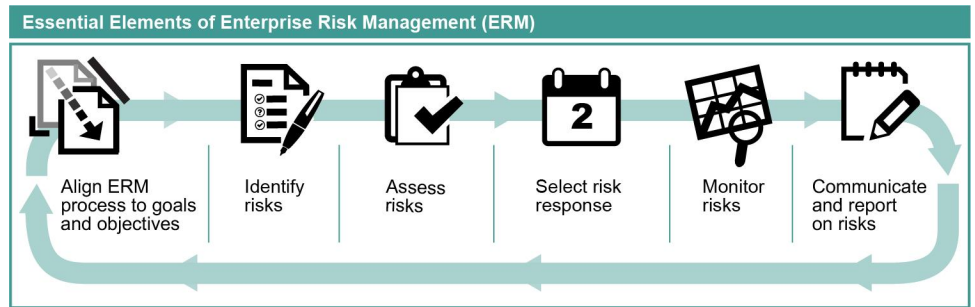 Essential Elements of Enterprise Risk Management (ERM)
2
Align ERM
process to goals
and objectives
Identify
risks
Assess
risks
Select risk
response
Monitor
risks
Communicate
and report
on risks